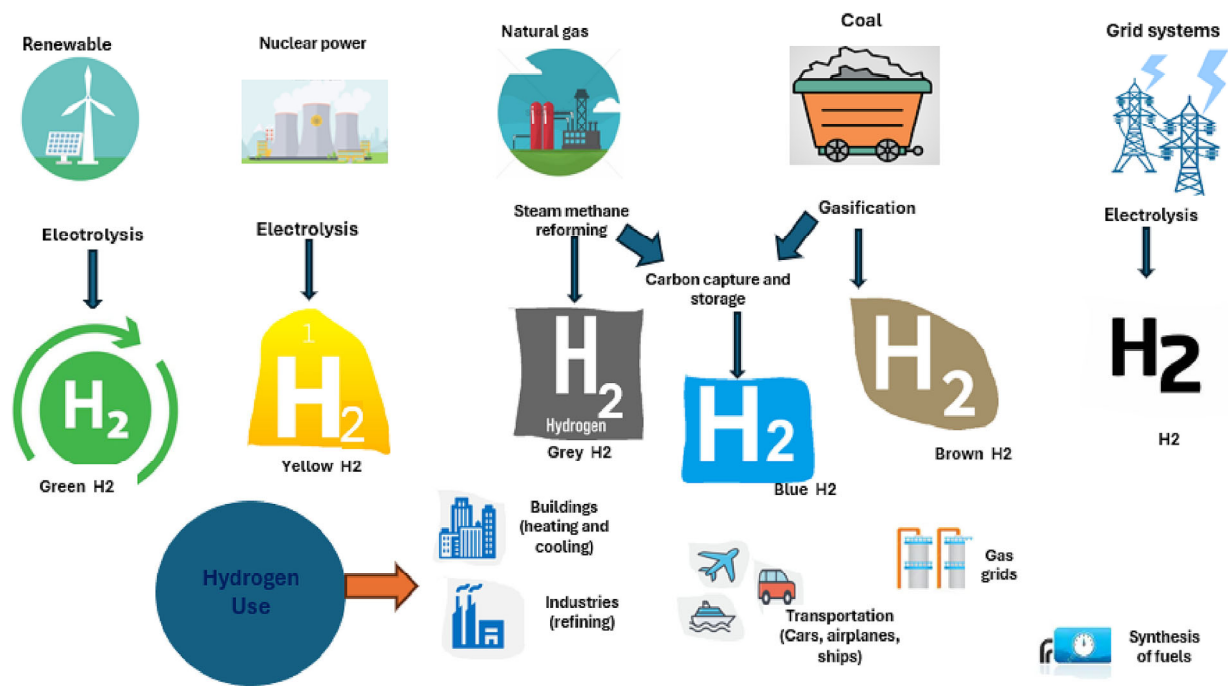 Renewable
Nuclear power
Natural gas
Coal
Grid systems
Electrolysis
Electrolysis
Steam methane
reforming
Gasification
Electrolysis
Carbon capture and
storage
H2
1
H2
H2
Hydrogen
H2
H2
H2
Green H2
Yellow H2
Grey H2
Blue H2
Brown H2
H2
Hydrogen
Use
Buildings
(heating and
cooling)
Industries
(refining)
Transportation
(Cars, airplanes,
ships)
Gas
grids
Synthesis
of fuels